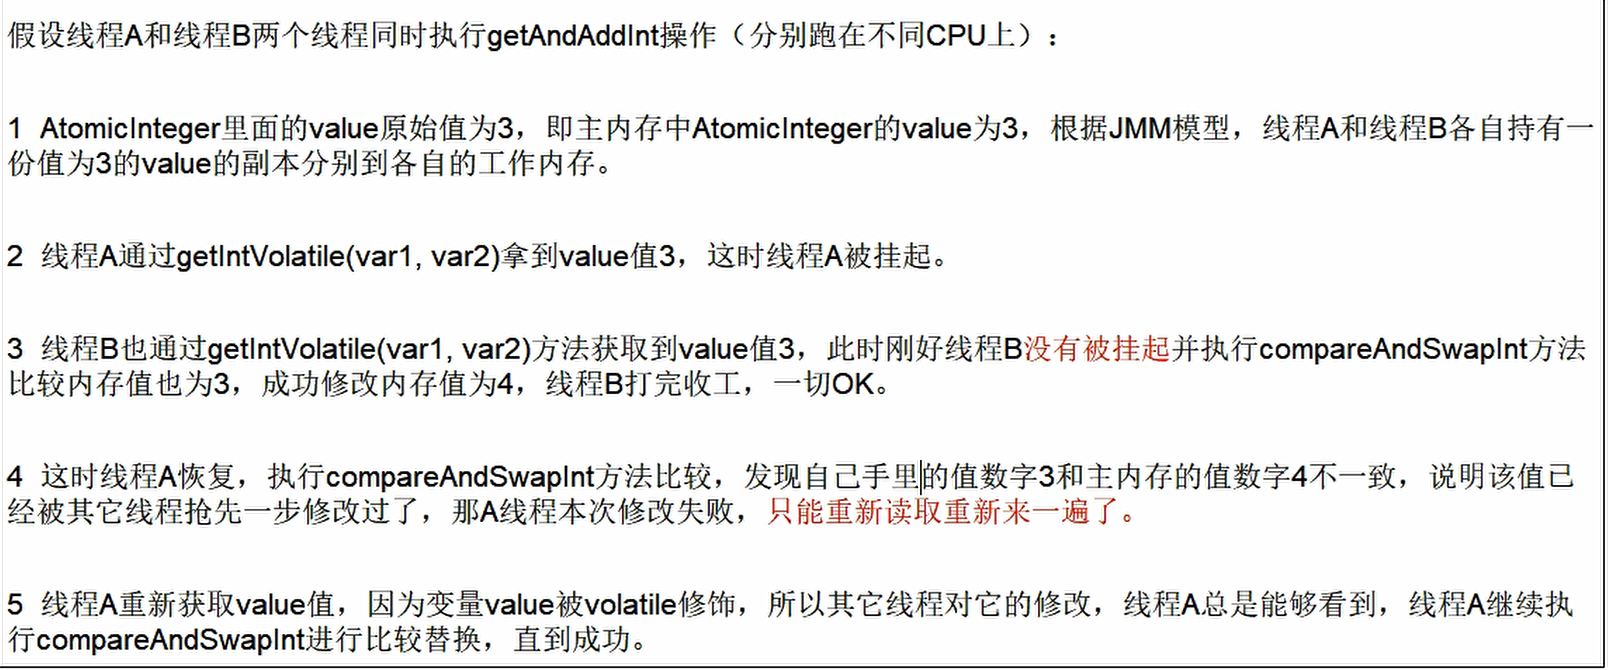 假设线程A和线程B两个线程同时执行getAndAddInt操作（分别跑在不同CPU上）：
1 AtomicInteger里面的value原始值为3，即主内存中AtomicInteger的value为3，根据JMM模型，线程A和线程B各自持有一
份值为3的value的副本分别到各自的工作内存。
2 线程A通过getIntVolatile(var1, var2)拿到value值3，这时线程A被挂起。
3 线程B也通过getIntVolatile(var1, var2)方法获取到value值3，此时刚好线程B没有被挂起并执行compareAndSwapInt方法
比较内存值也为3，成功修改内存值为4，线程B打完收工，一切OK。
4 这时线程A恢复，执行compareAndSwapInt方法比较，发现自己手里的值数字3和主内存的值数字4不一致，说明该值已
经被其它线程抢先一步修改过了，那A线程本次修改失败，只能重新读取重新来一遍了。
5 线程A重新获取value值，因为变量value被volatile修饰，所以其它线程对它的修改，线程A总是能够看到，线程A继续执
行compareAndSwapInt进行比较替换，直到成功。